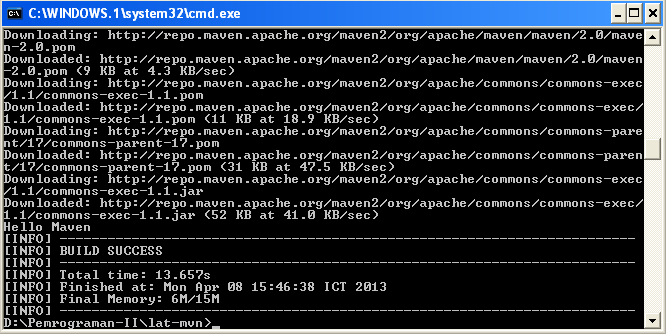 C:\WINDOWS.1\system32\cmd.exe
Downloading: http://repo.maven.apache.org/maven2/org/apache/maven/maven/2.0/mave
n-2.0.pom
Downloaded: http://repo.maven.apache.org/maven2/org/apache/maven/maven/2.0/maven
-2.0.pom (9 KB at 4.3 KB/sec)
Downloading: http://repo.maven.apache.org/maven2/org/apache/commons/commons-exec
/1.1/commons-exec-1.1.pom
Downloaded: http://repo.maven.apache.org/maven2/org/apache/commons/commons-exec/
1.1/commons-exec-1.1.pom (11 KB at 18.9 KB/sec)
Downloading: http://repo.maven.apache.org/maven2/org/apache/commons/commons-pare
nt/17/commons-parent-17.pom
Downloaded: http://repo.maven.apache.org/maven2/org/apache/commons/commons-paren
t/17/commons-parent-17.pom (31 KB at 47.5 KB/sec)
Downloading: http://repo.maven.apache.org/maven2/org/apache/commons/commons-exec
/1.1/commons-exec-1.1.jar
Downloaded: http://repo.maven.apache.org/maven2/org/apache/commons/commons-exec/
1.1/commons-exec-1.1.jar (52 KB at 41.0 KB/sec)
Hello Maven
[INFO] ------------------------------------------------------------------------
[INFO] BUILD SUCCESS
[INFO] ------------------------------------------------------------------------
[INFO] Total time: 13.657s
[INFO] Finished at: Mon Apr 08 15:46:38 ICT 2013
[INFO] Final Memory: 6M/15M
[INFO] ------------------------------------------------------------------------
D:\Pemrograman-II\lat-mvn>_